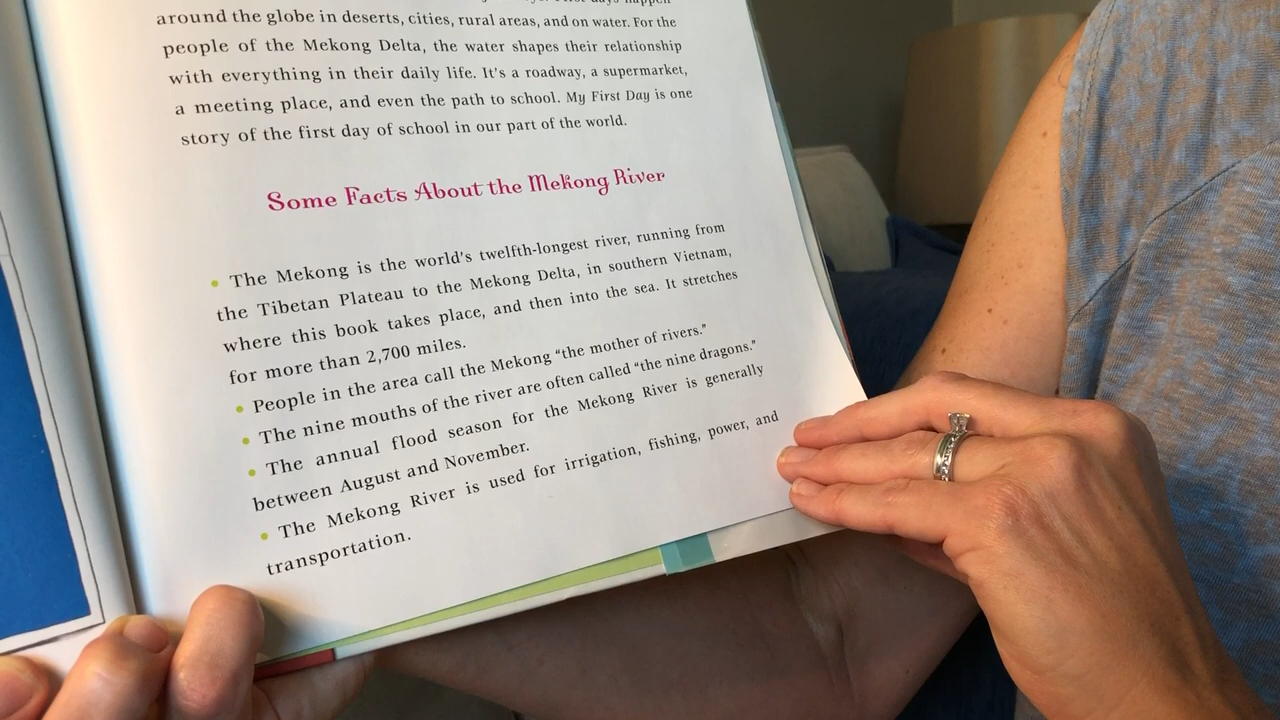 around the globe in deserts, cities, rural areas, and on water. For the
people of the Mekong Delta, the water shapes their relationship
with everything in their daily life. It's a roadway, a supermarket,
a meeting place, and even the path to school. My First Day is one
story of the first day of school in our part of the world.
Some Facts About the Mekong River
• The Mekong is the world's twelfth-longest river, running from
the Tibetan Plateau to the Mekong Delta, in southern Vietnam,
where this book takes place, and then into the sea. It stretches
for more than 2,700 miles.
• People in the area call the Mekong “the mother of rivers.”
• The nine mouths of the river are often called “the nine dragons.”
• The annual flood season for the Mekong River is generally
between August and November.
• The Mekong River is used for irrigation, fishing, power, and
transportation.